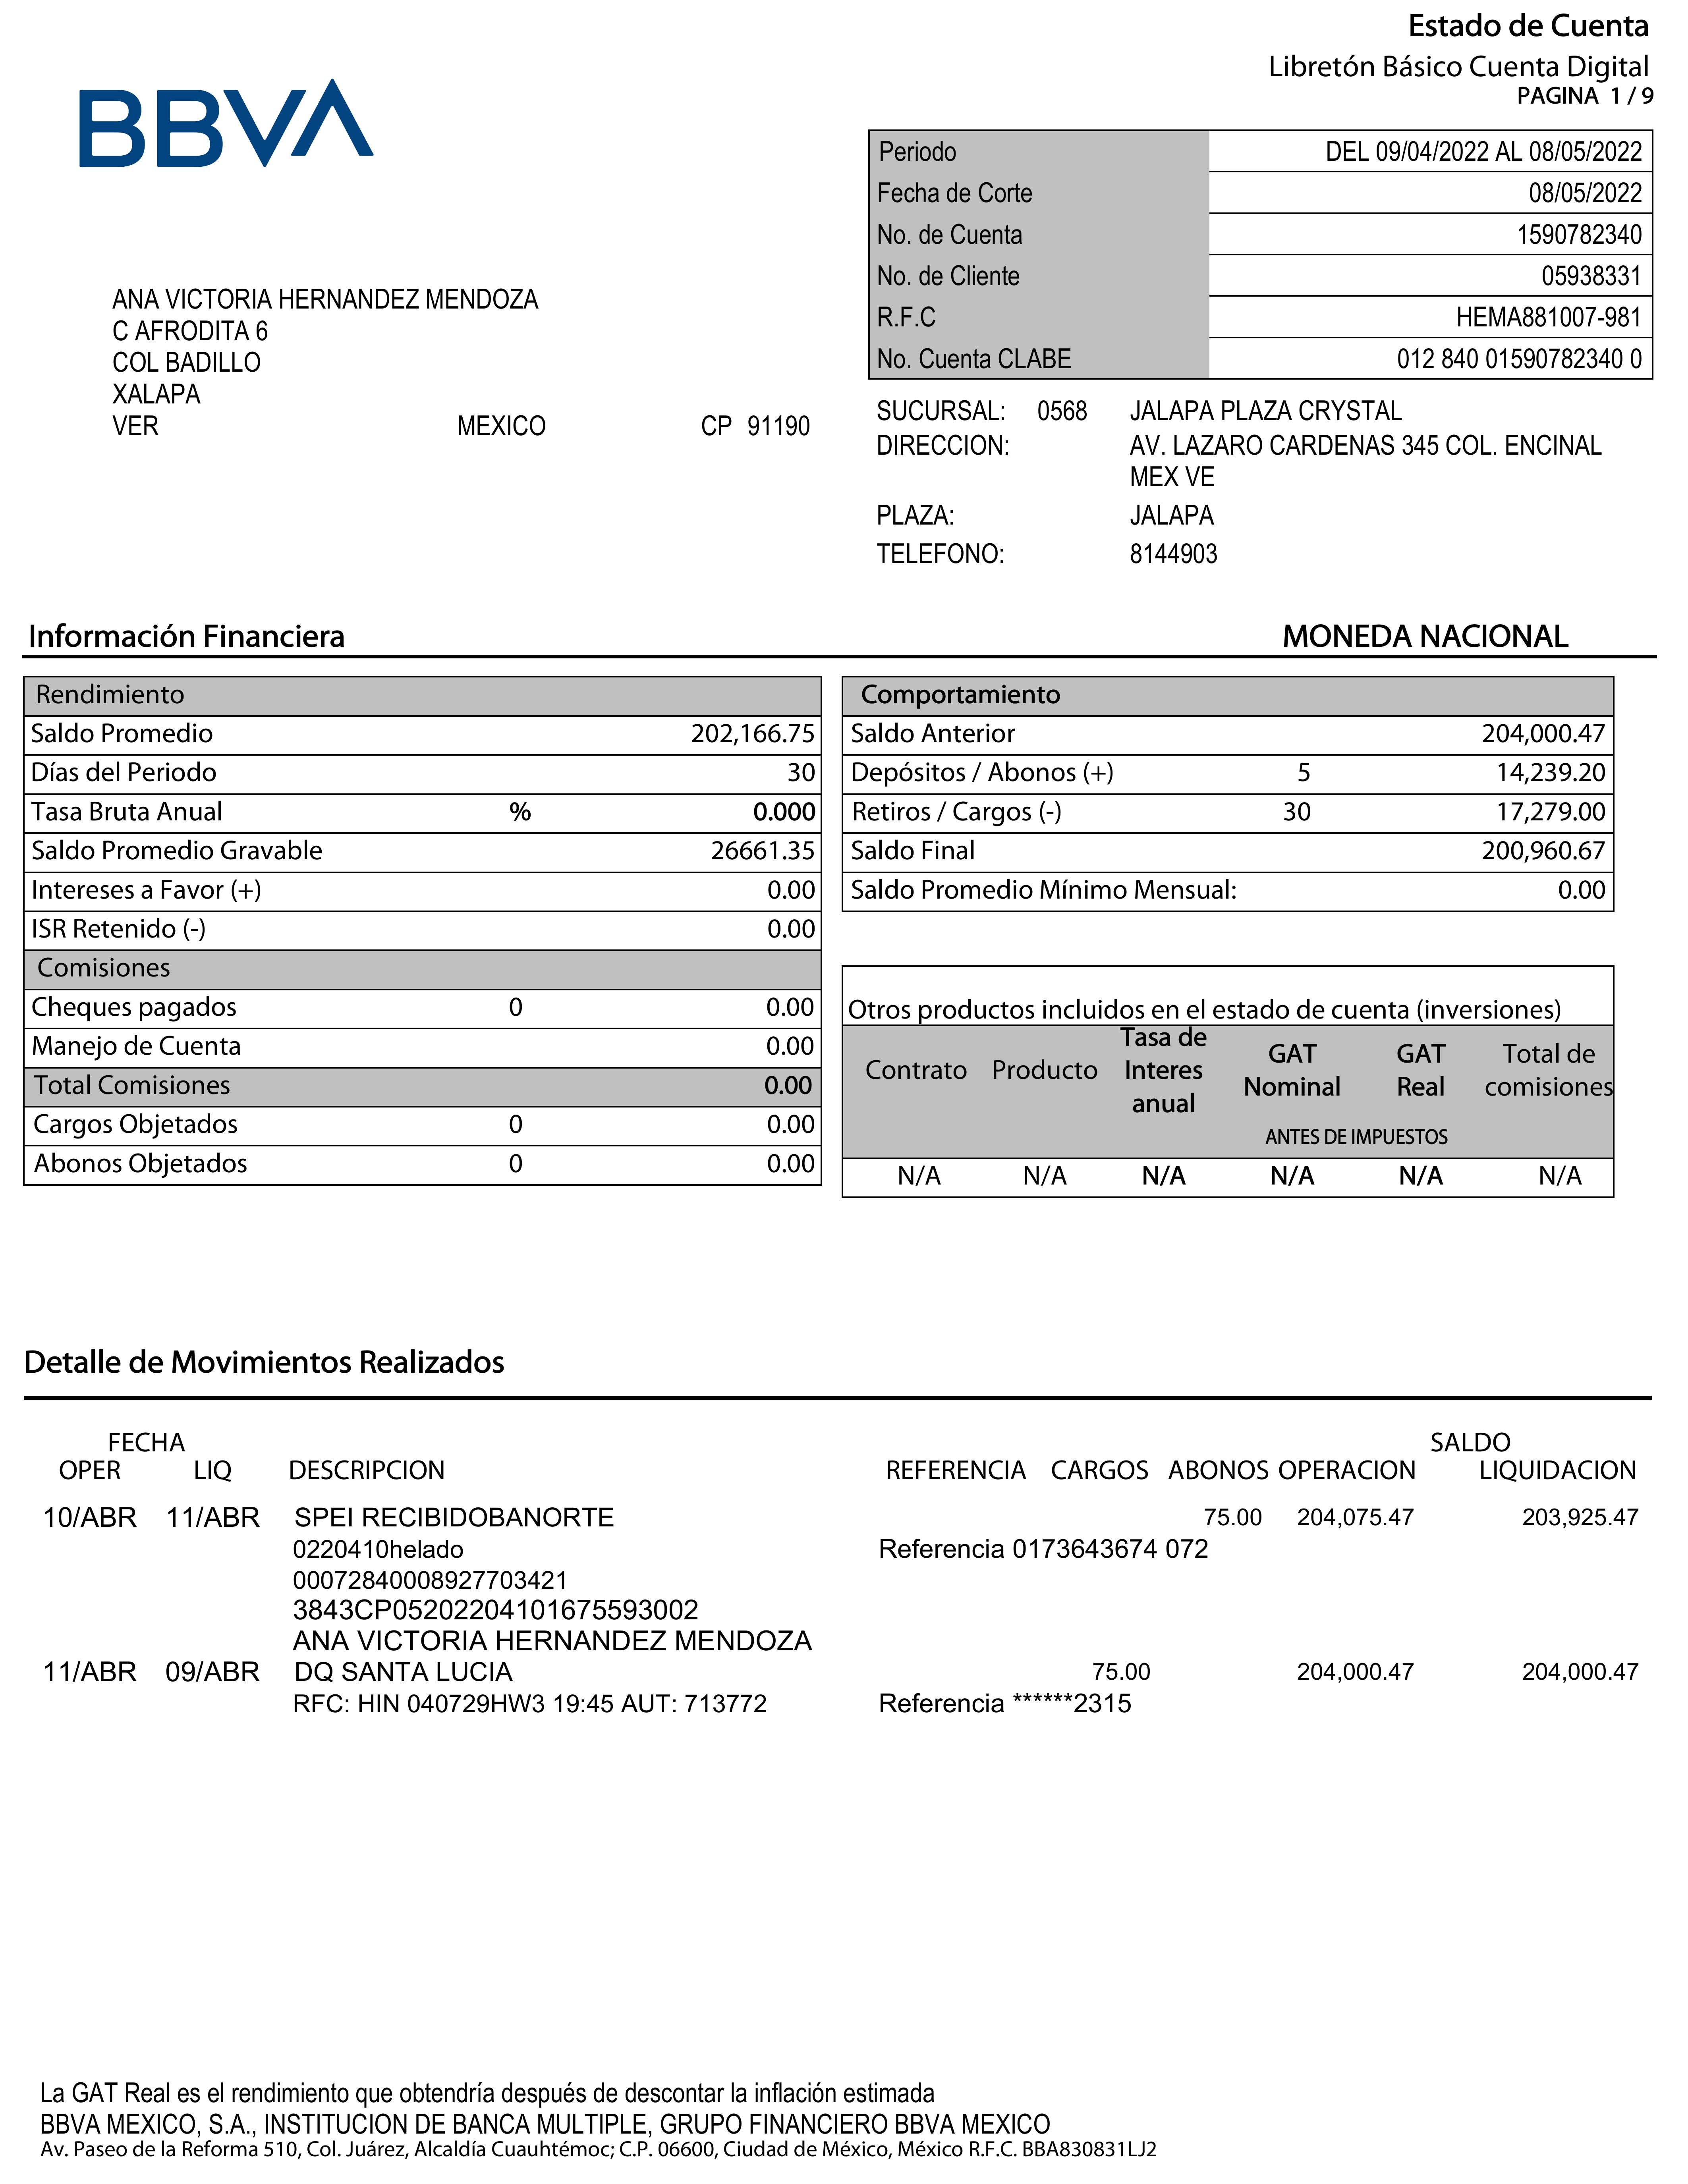 Estado de Cuenta
Libretón Básico Cuenta Digital
PAGINA 1 / 9
BBVA
Periodo DEL 09/04/2022 AL 08/05/2022
Fecha de Corte 08/05/2022
No. de Cuenta 1590782340
No. de Cliente 05938331
R.F.C HEMA881007-981
No. Cuenta CLABE 012 840 01590782340 0
ANA VICTORIA HERNANDEZ MENDOZA
C AFRODITA 6
COL BADILLO
XALAPA
VER MEXICO CP 91190
SUCURSAL: 0568 JALAPA PLAZA CRYSTAL
DIRECCION: AV. LAZARO CARDENAS 345 COL. ENCINAL
MEX VE
PLAZA: JALAPA
TELEFONO: 8144903
Información Financiera MONEDA NACIONAL
Rendimiento
Saldo Promedio 202,166.75
Días del Periodo 30
Tasa Bruta Anual % 0.000
Saldo Promedio Gravable 26661.35
Intereses a Favor (+) 0.00
ISR Retenido (-) 0.00
Comisiones
Cheques pagados 0 0.00
Manejo de Cuenta 0.00
Total Comisiones 0.00
Cargos Objetados 0 0.00
Abonos Objetados 0 0.00
Comportamiento
Saldo Anterior 204,000.47
Depósitos / Abonos (+) 5 14,239.20
Retiros / Cargos (-) 30 17,279.00
Saldo Final 200,960.67
Saldo Promedio Mínimo Mensual: 0.00
Otros productos incluidos en el estado de cuenta (inversiones)
Contrato Producto Tasa de Interes anual GAT Nominal GAT Real Total de comisiones
ANTES DE IMPUESTOS
N/A N/A N/A N/A N/A N/A
Detalle de Movimientos Realizados
FECHA SALDO
OPER LIQ DESCRIPCION REFERENCIA CARGOS ABONOS OPERACION LIQUIDACION
10/ABR 11/ABR SPEI RECIBIDOBANORTE 75.00 204,075.47 203,925.47
0220410helado Referencia 0173643674 072
00072840008927703421
3843CP05202204101675593002
ANA VICTORIA HERNANDEZ MENDOZA
11/ABR 09/ABR DQ SANTA LUCIA 75.00 204,000.47 204,000.47
RFC: HIN 040729HW3 19:45 AUT: 713772 Referencia ******2315
La GAT Real es el rendimiento que obtendría después de descontar la inflación estimada
BBVA MEXICO, S.A., INSTITUCION DE BANCA MULTIPLE, GRUPO FINANCIERO BBVA MEXICO
Av. Paseo de la Reforma 510, Col. Juárez, Alcaldía Cuauhtémoc; C.P. 06600, Ciudad de México, México R.F.C. BBA830831LJ2